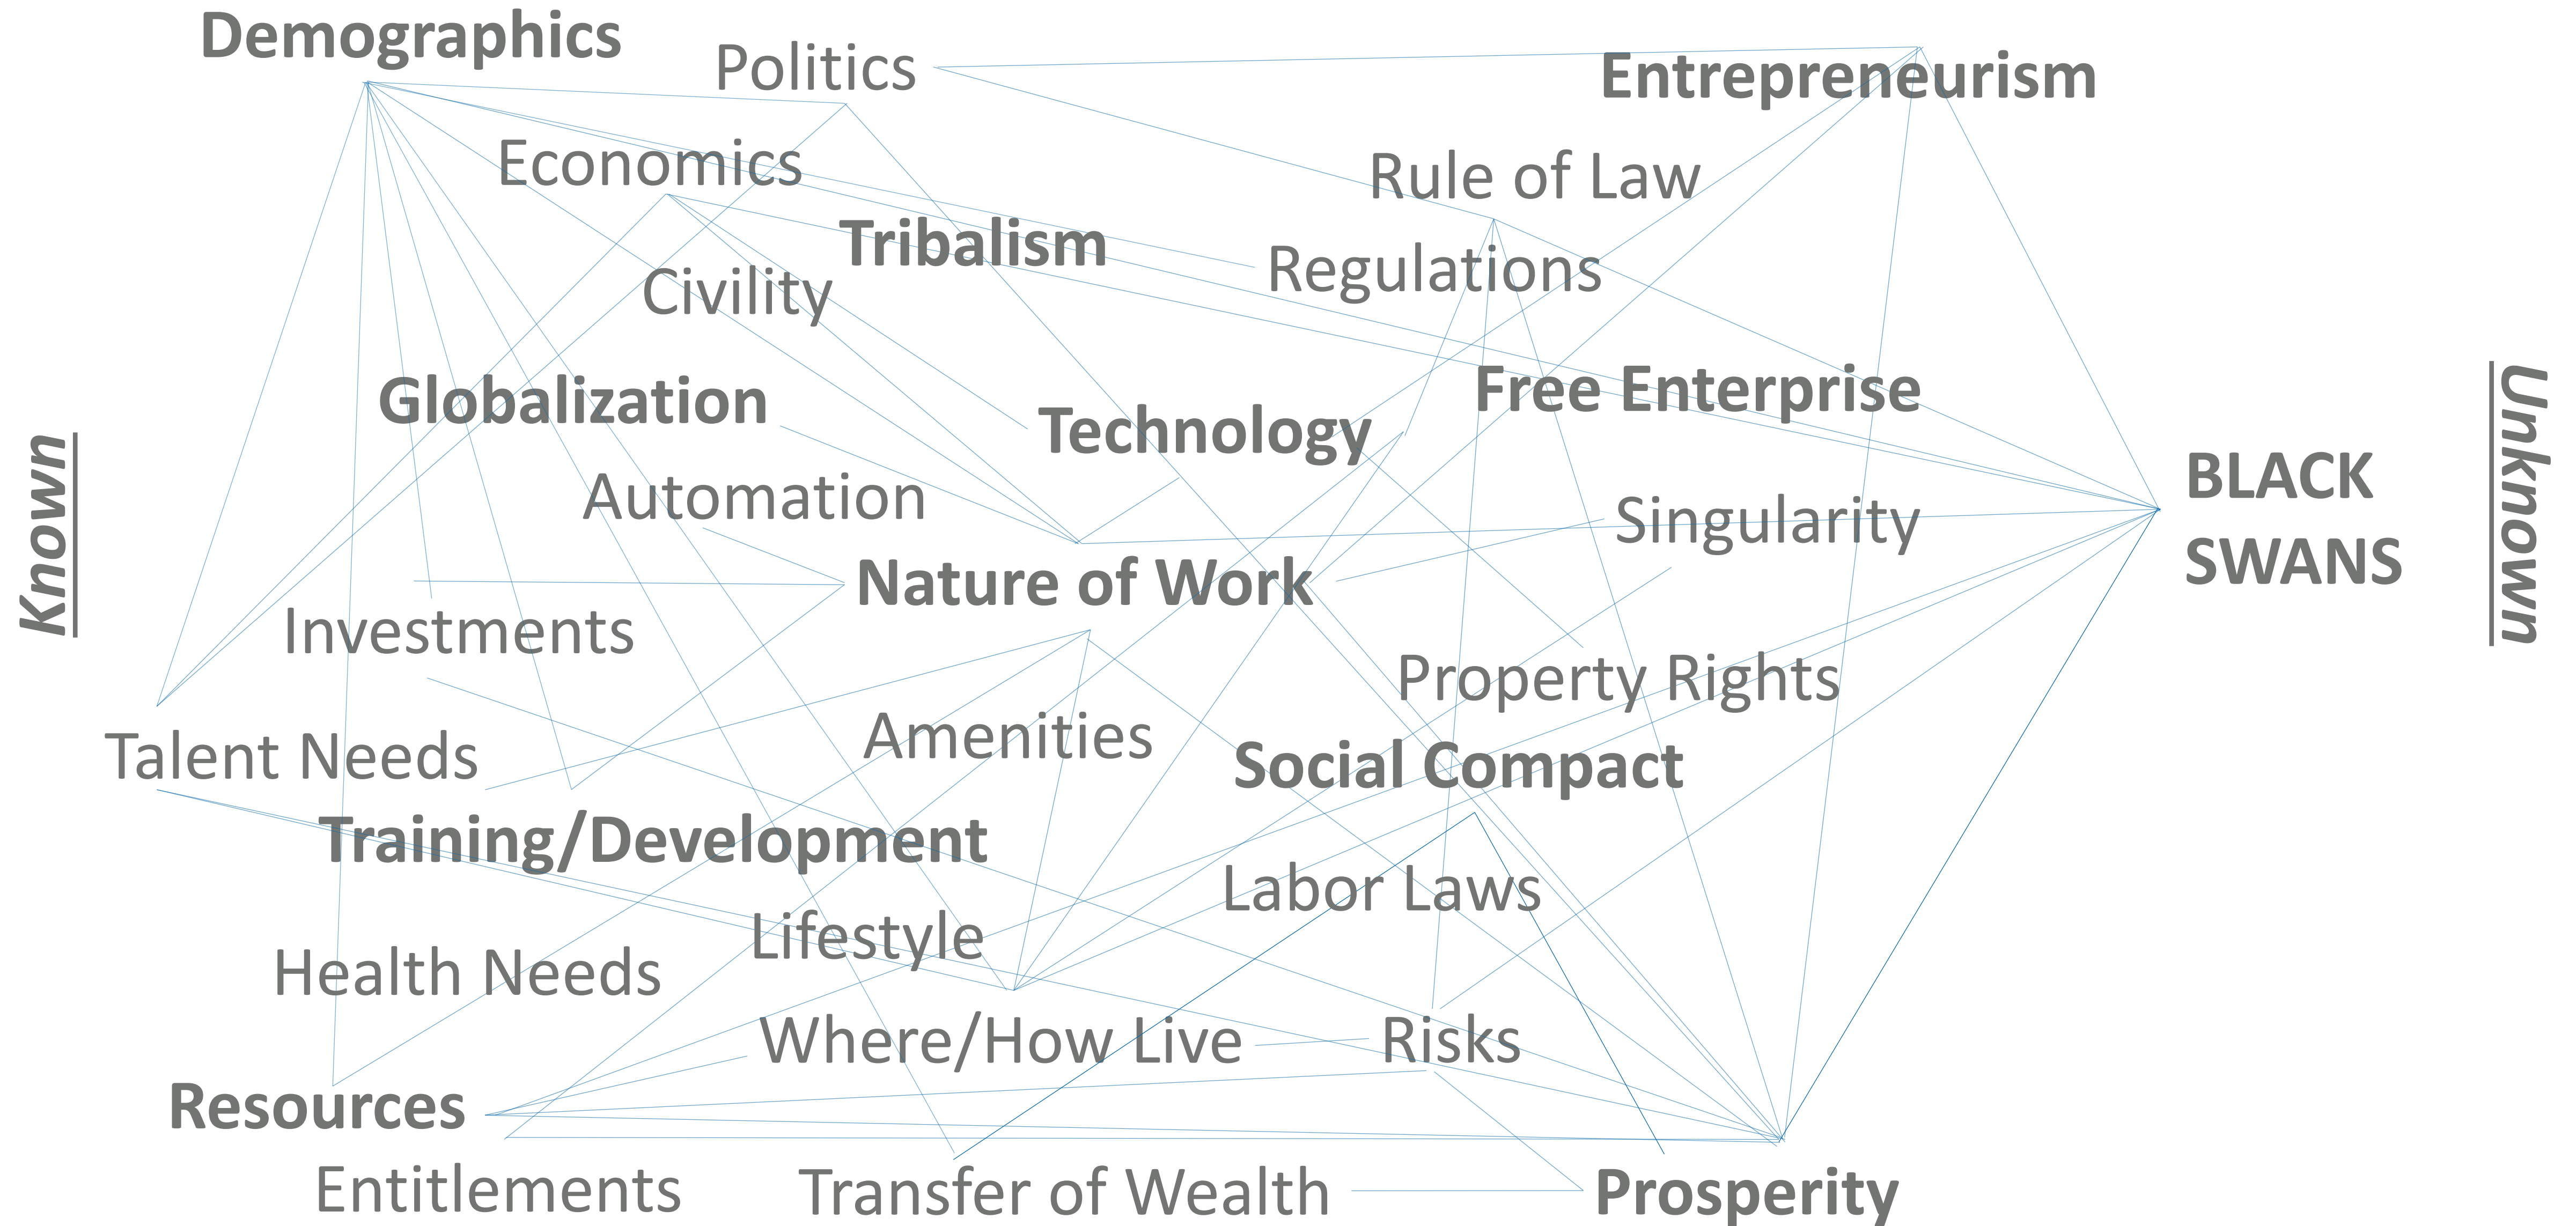 Demographics
Politics
Entrepreneurism
Economics
Rule of Law
Tribalism
Regulations
Civility
Globalization
Technology
Free Enterprise
Known
Unknown
BLACK
SWANS
Automation
Singularity
Nature of Work
Investments
Property Rights
Talent Needs
Amenities
Social Compact
Training/Development
Labor Laws
Lifestyle
Health Needs
Where/How Live
Risks
Resources
Entitlements
Transfer of Wealth
Prosperity